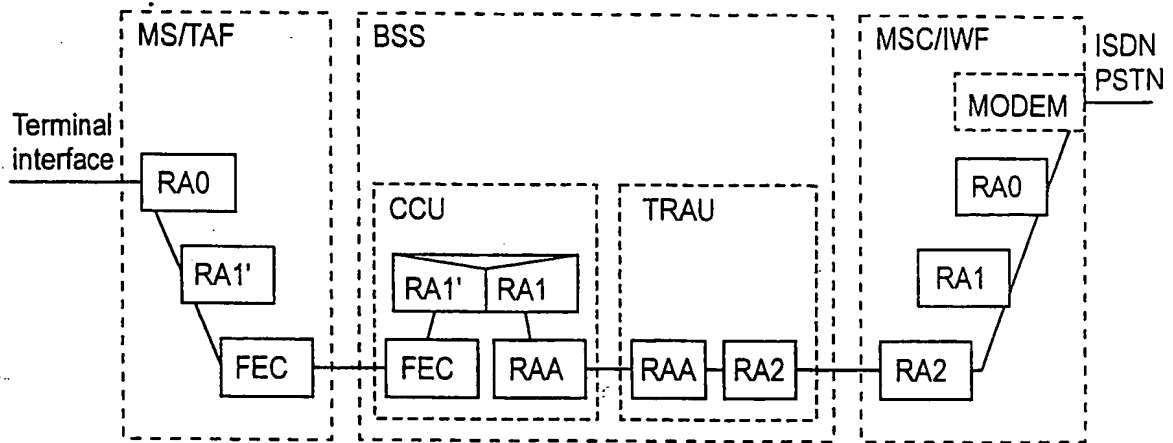 MS/TAF
BSS
MSC/IWF
ISDN
PSTN
MODEM
Terminal
interface
RA0
RA0
CCU
TRAU
RA1'
RA1'
RA1
RA1
FEC
FEC
RAA
RAA
RA2
RA2